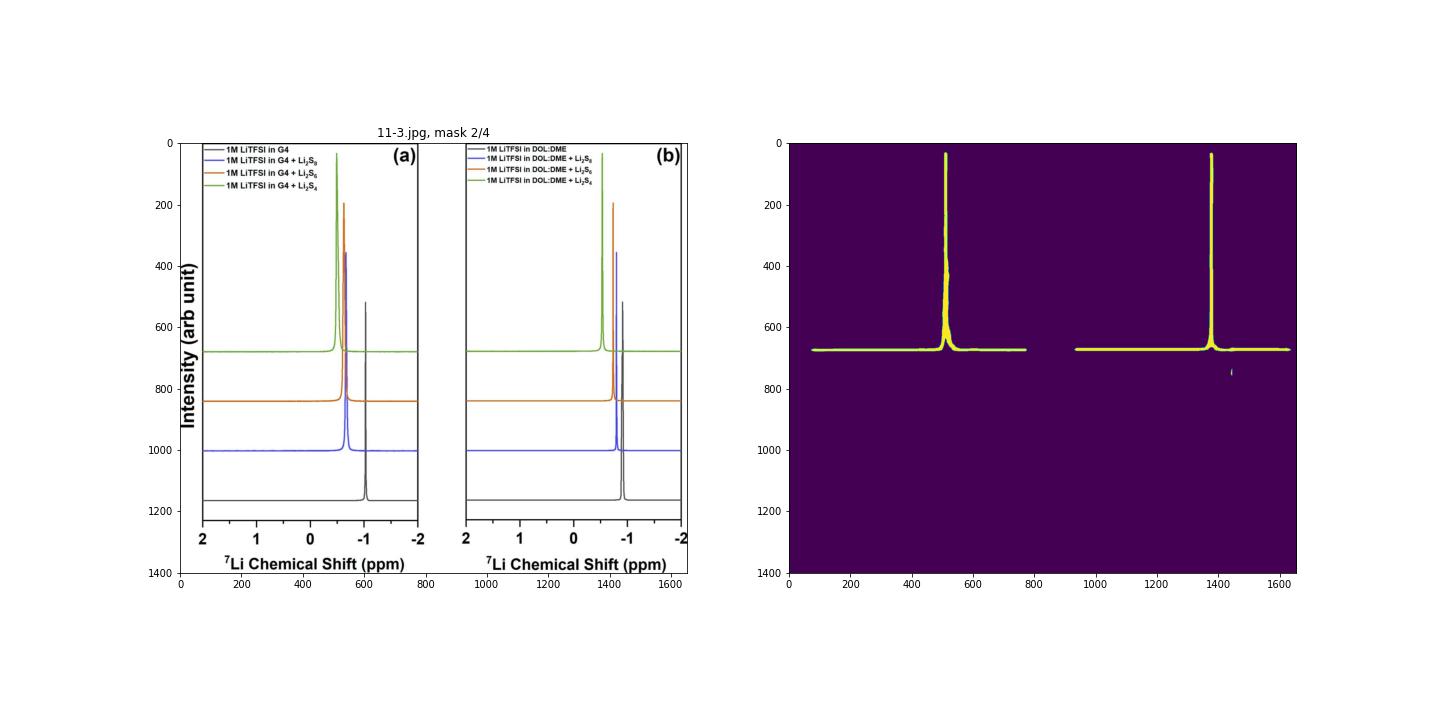 11-3.jpg, mask 2/4
0
200
400
600
800
1000
1200
1400
0 200 400 600 800 1000 1200 1400 1600
Intensity (arb unit)
1M LiTFSI in G4
1M LiTFSI in G4 + Li₂S₈
1M LiTFSI in G4 + Li₂S₆
1M LiTFSI in G4 + Li₂S₄
(a)
2 1 0 -1 -2
⁷Li Chemical Shift (ppm)
1M LiTFSI in DOL:DME
1M LiTFSI in DOL:DME + Li₂S₈
1M LiTFSI in DOL:DME + Li₂S₆
1M LiTFSI in DOL:DME + Li₂S₄
(b)
2 1 0 -1 -2
⁷Li Chemical Shift (ppm)
0
200
400
600
800
1000
1200
1400
0 200 400 600 800 1000 1200 1400 1600